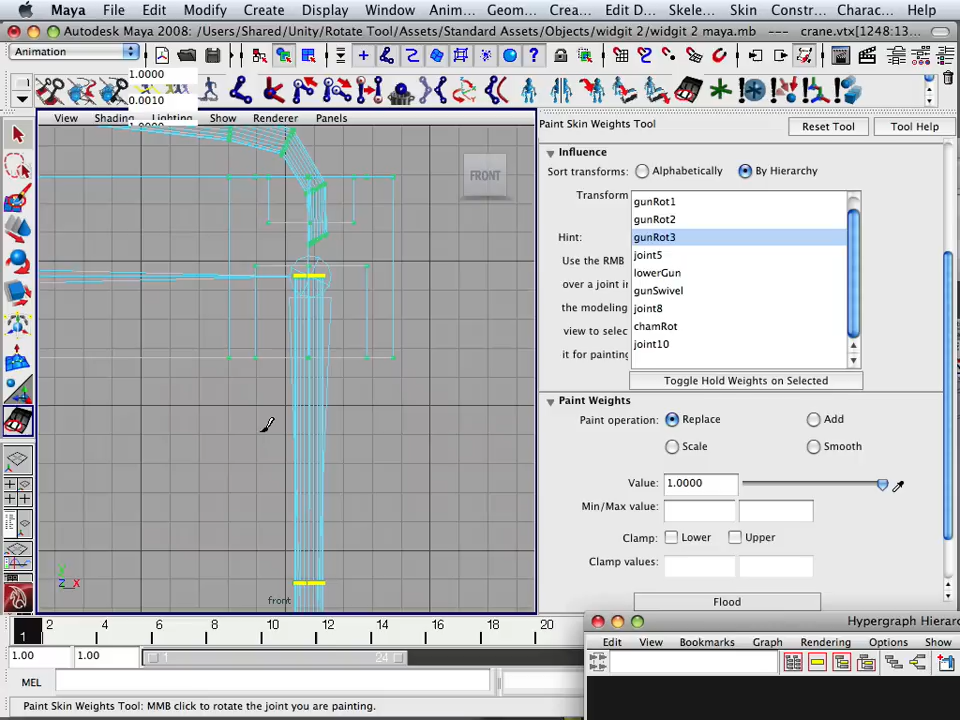 Maya File Edit Modify Create Display Window Anim... Geom... Crea... Edit D... Skele... Skin Constr... Charac... Help
Autodesk Maya 2008: /Users/Shared/Unity/Rotate Tool/Assets/Standard Assets/Objects/widgit 2/widgit 2 maya.mb --- crane.vtx[1248:13...
Animation
1.0000
0.0010
View Shading Lighting Show Renderer Panels
Paint Skin Weights Tool
Reset Tool
Tool Help
FRONT
Influence
Sort transforms: Alphabetically By Hierarchy
Transform
gunRot1
gunRot2
gunRot3
joint5
lowerGun
gunSwivel
joint8
chamRot
joint10
Hint:
Use the RMB
over a joint in
the modeling
view to selec
it for painting
Toggle Hold Weights on Selected
Paint Weights
Paint operation: Replace Add
Scale Smooth
Value: 1.0000
Min/Max value:
Clamp: Lower Upper
Clamp values:
Flood
y
z x
front
1 2 4 6 8 10 12 14 16 18 20
1.00 1.00 1 24
MEL
Paint Skin Weights Tool: MMB click to rotate the joint you are painting.
Hypergraph Hierarc
Edit View Bookmarks Graph Rendering Options Show